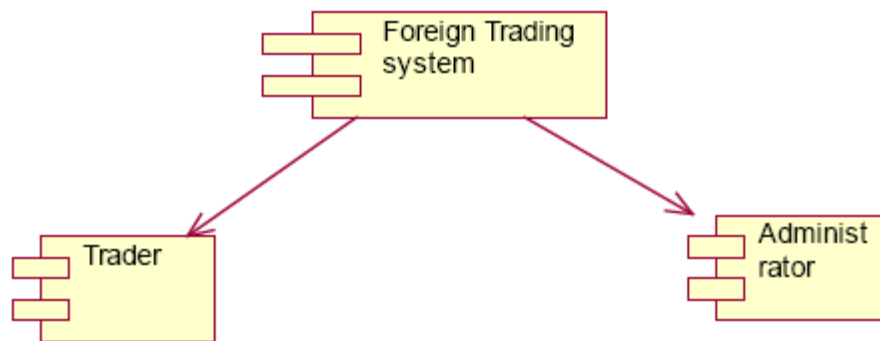 Foreign Trading
system
Trader
Administ
rator